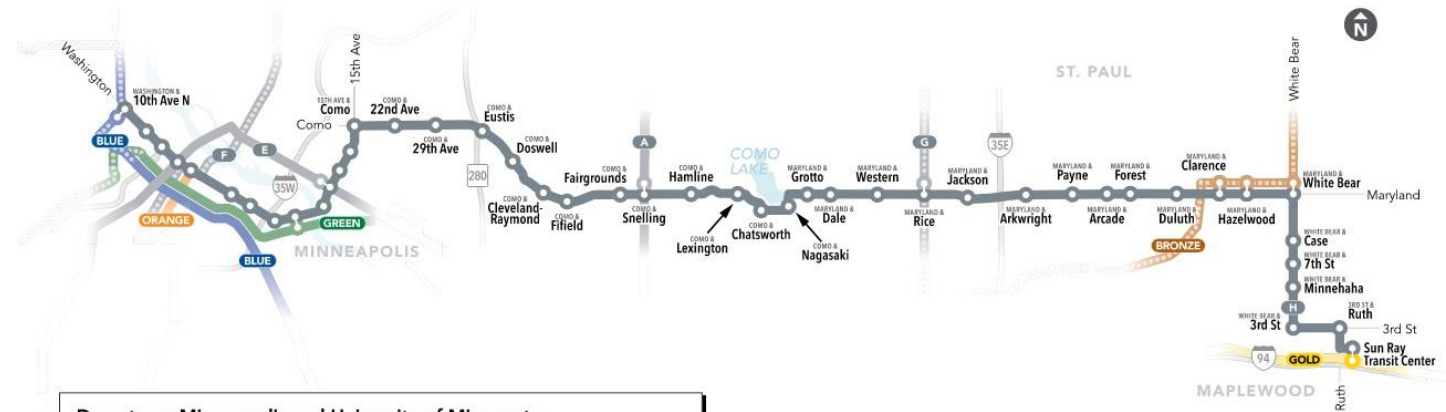 N
ST. PAUL
Washington
15th Ave
White Bear
WASHINGTON &
10th Ave N
15TH AVE &
Como
Como
COMO &
22nd Ave
COMO &
29th Ave
COMO &
Eustis
COMO &
Doswell
280
BLUE
F
E
35W
ORANGE
GREEN
BLUE
MINNEAPOLIS
COMO &
Cleveland-
Raymond
COMO &
Fifield
COMO &
Fairgrounds
A
COMO &
Snelling
COMO &
Hamline
COMO &
Lexington
COMO
LAKE
COMO &
Chatsworth
COMO &
Nagasaki
MARYLAND &
Grotto
MARYLAND &
Dale
MARYLAND &
Western
G
MARYLAND &
Rice
MARYLAND &
Jackson
35E
MARYLAND &
Arkwright
MARYLAND &
Payne
MARYLAND &
Arcade
MARYLAND &
Forest
MARYLAND &
Duluth
MARYLAND &
Clarence
MARYLAND &
Hazelwood
BRONZE
MARYLAND &
White Bear
Maryland
WHITE BEAR &
Case
WHITE BEAR &
7th St
WHITE BEAR &
Minnehaha
H
WHITE BEAR &
3rd St
3RD ST &
Ruth
3rd St
Sun Ray
Transit Center
94
GOLD
MAPLEWOOD
Ruth